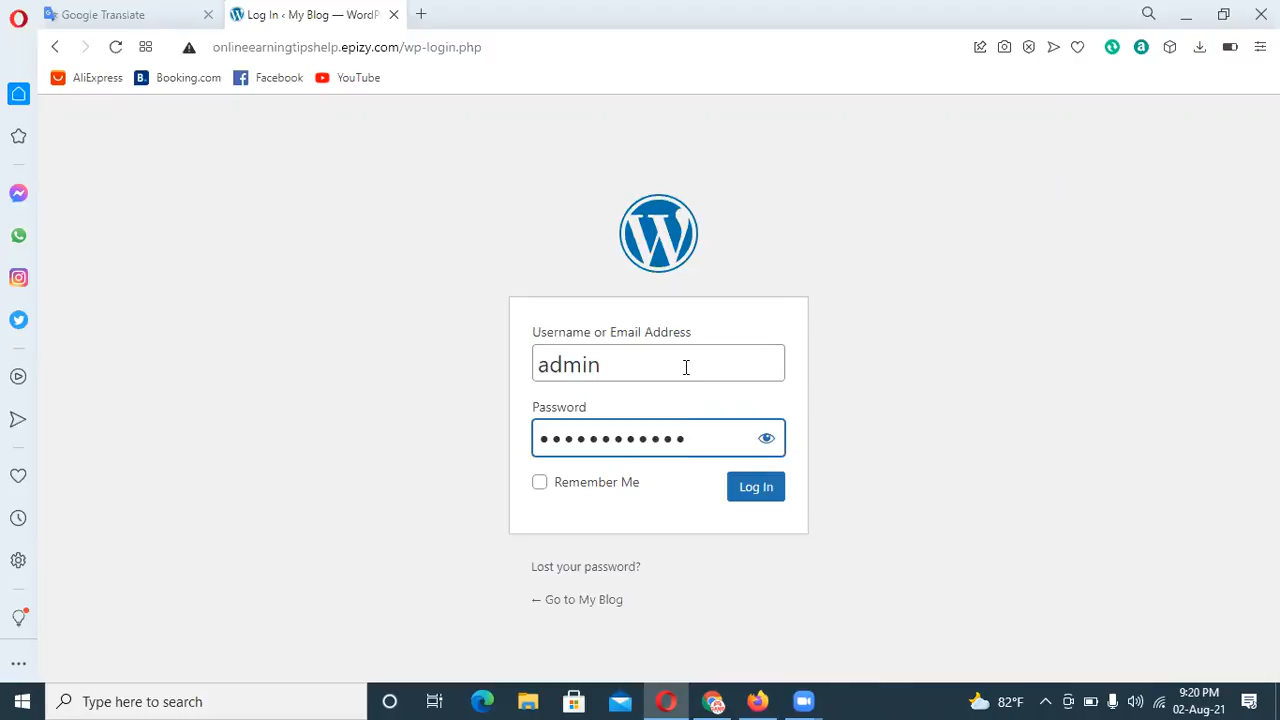 Google Translate
Log In ‹ My Blog — WordP
onlineearningtipshelp.epizy.com/wp-login.php
AliExpress
B.
Booking.com
Facebook
YouTube
Username or Email Address
admin
Password
Remember Me
Log In
Lost your password?
← Go to My Blog
Type here to search
82°F
9:20 PM
02-Aug-21